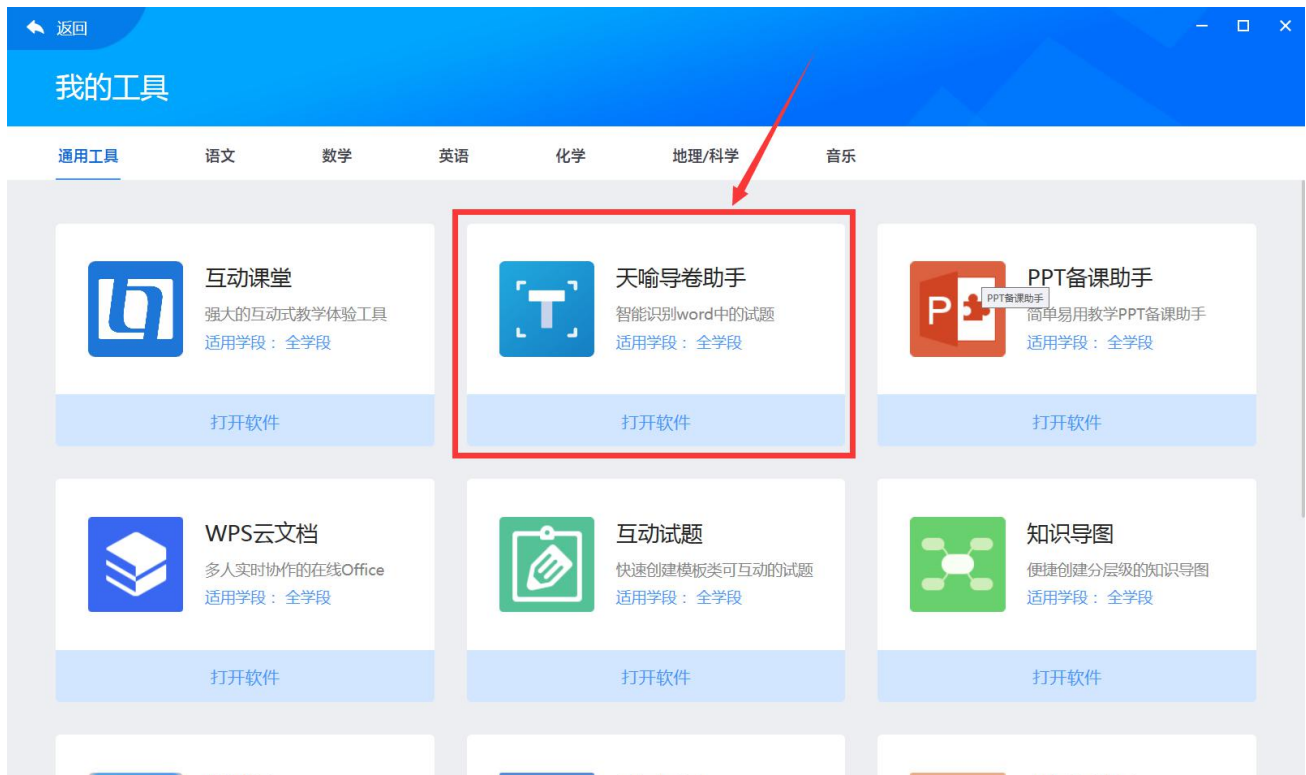 返回
我的工具
通用工具 语文 数学 英语 化学 地理/科学 音乐
互动课堂
强大的互动式教学体验工具
适用学段： 全学段
打开软件
天喻导卷助手
智能识别word中的试题
适用学段： 全学段
打开软件
PPT备课助手
PPT备课助手
简单易用教学PPT备课助手
适用学段： 全学段
打开软件
WPS云文档
多人实时协作的在线Office
适用学段： 全学段
打开软件
互动试题
快速创建模板类可互动的试题
适用学段： 全学段
打开软件
知识导图
便捷创建分层级的知识导图
适用学段： 全学段
打开软件